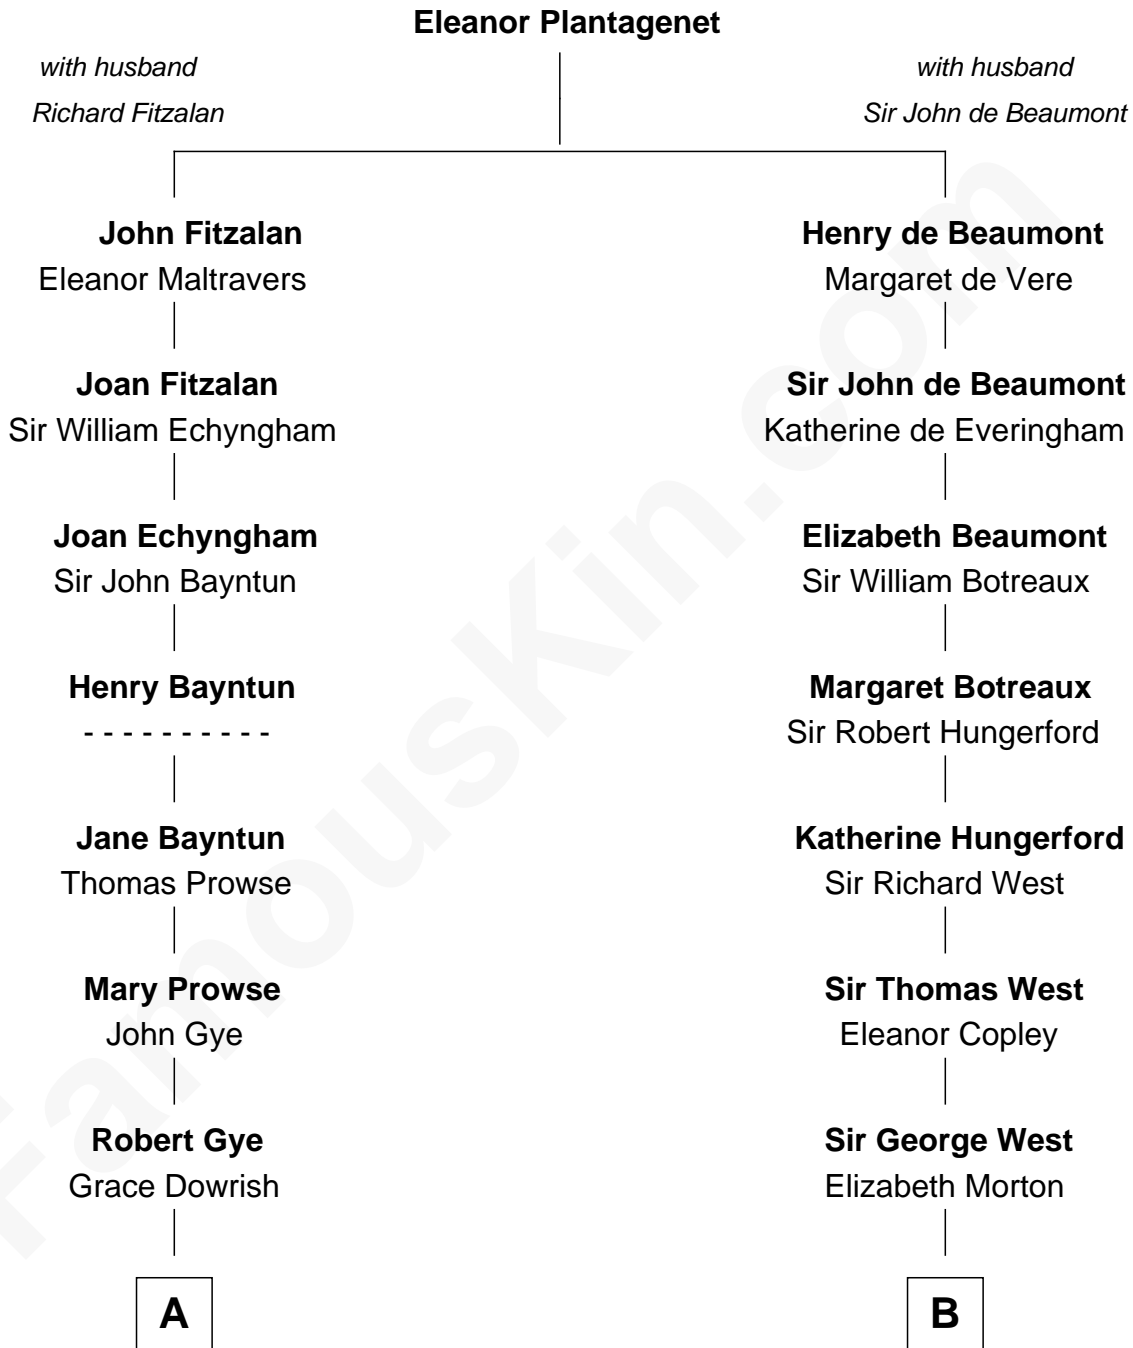 Eleanor Plantagenet
with husband
Richard Fitzalan
with husband
Sir John de Beaumont
John Fitzalan
Eleanor Maltravers
Henry de Beaumont
Margaret de Vere
Joan Fitzalan
Sir William Echyngham
Sir John de Beaumont
Katherine de Everingham
Joan Echyngham
Sir John Bayntun
Elizabeth Beaumont
Sir William Botreaux
Henry Bayntun
- - - - - - - - - -
Margaret Botreaux
Sir Robert Hungerford
Jane Bayntun
Thomas Prowse
Katherine Hungerford
Sir Richard West
Mary Prowse
John Gye
Sir Thomas West
Eleanor Copley
Robert Gye
Grace Dowrish
Sir George West
Elizabeth Morton
A
B
FamousKin.com